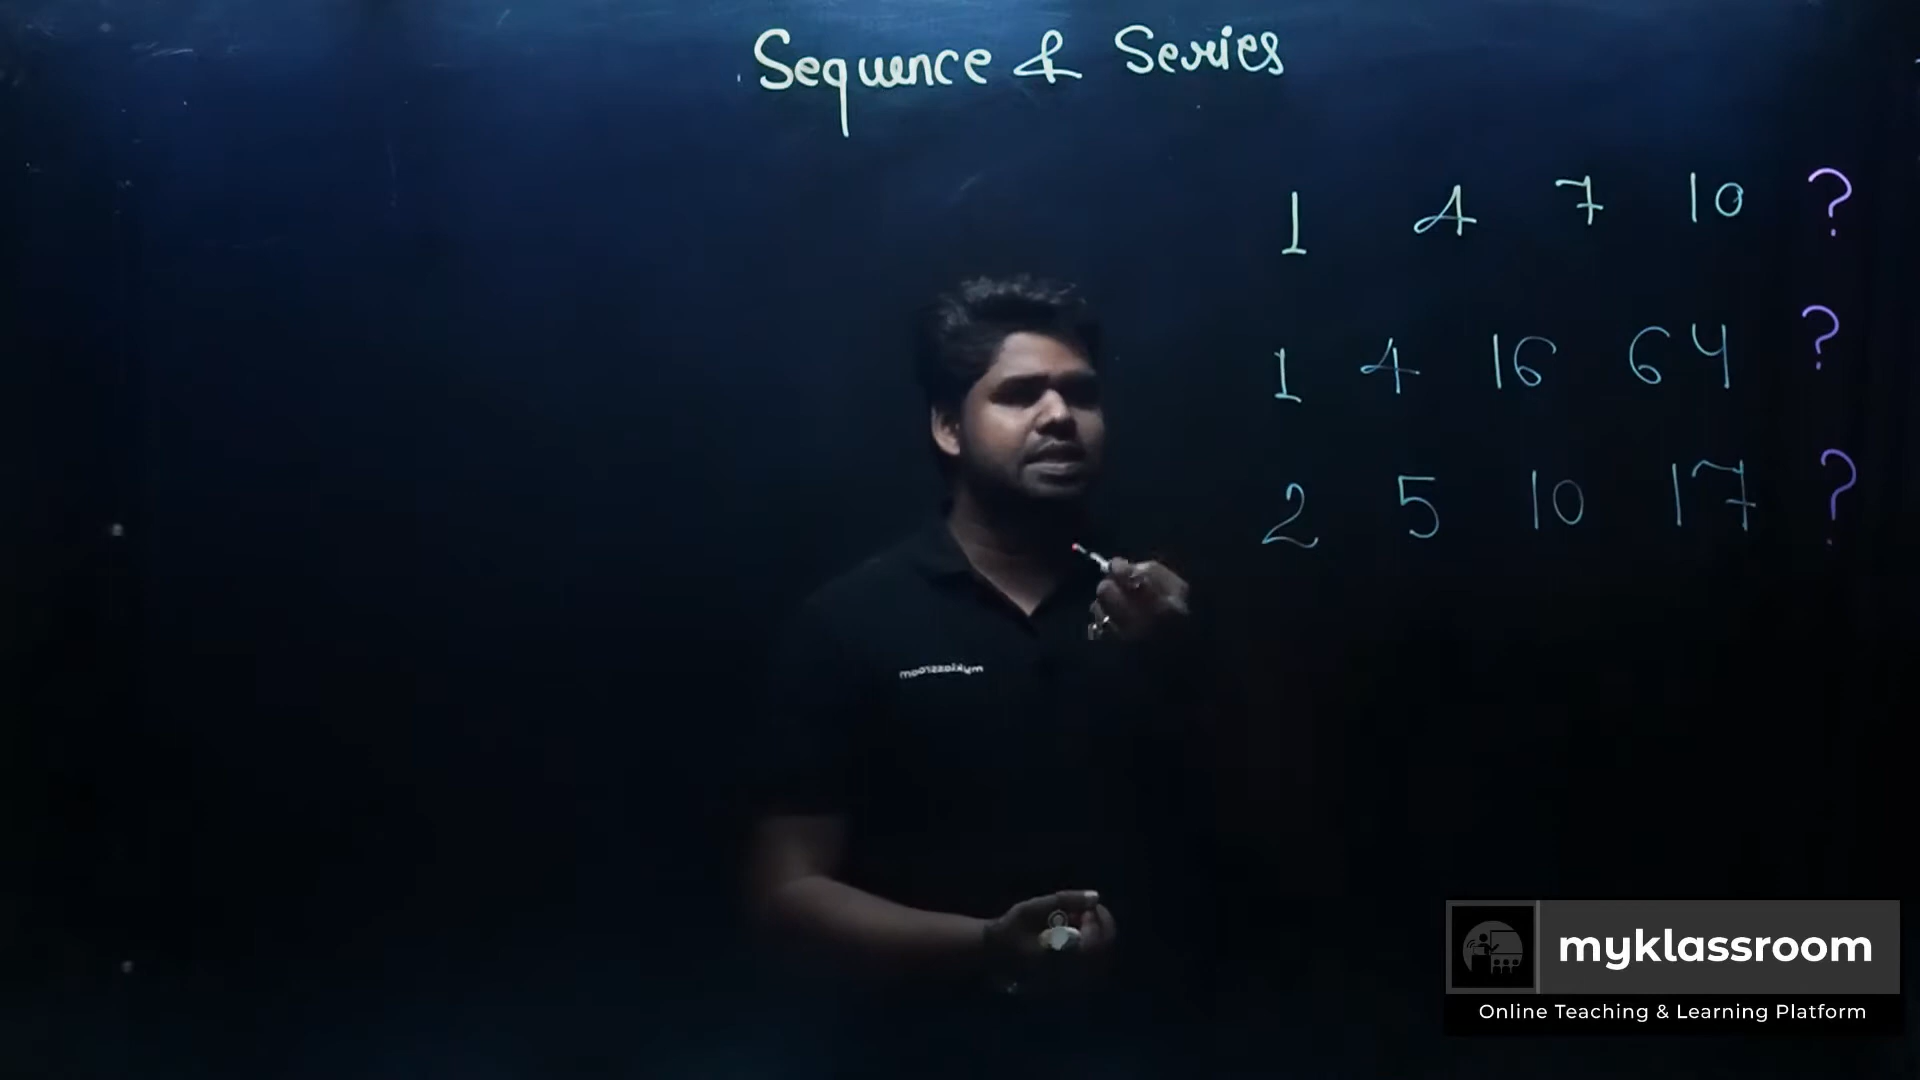 Sequence & Series
1 4 7 10 ?
1 4 16 64 ?
2 5 10 17 ?
myklassroom
myklassroom
Online Teaching & Learning Platform